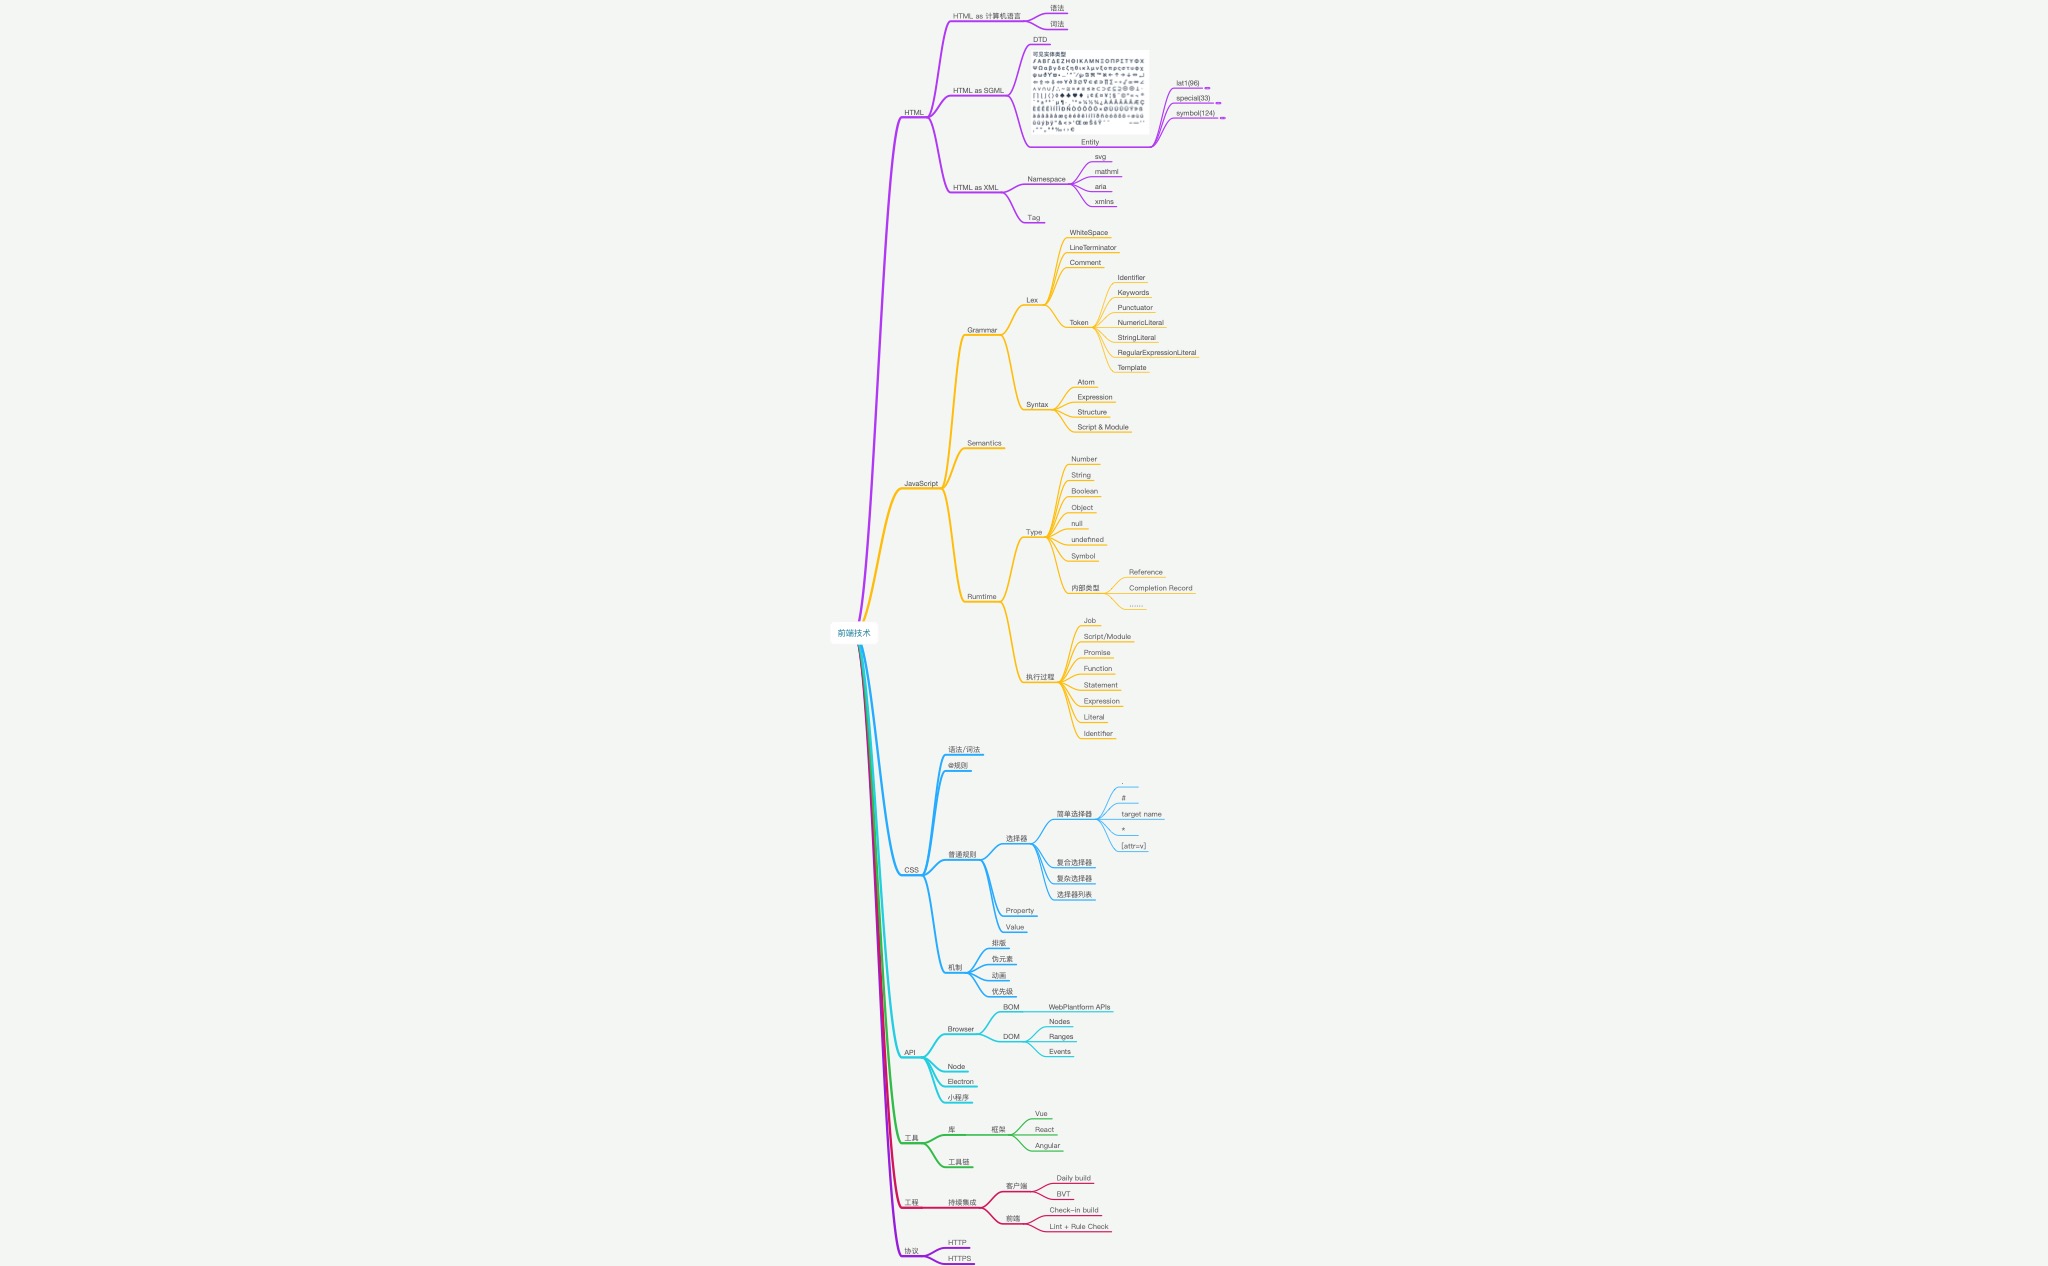 前端技术
HTML
HTML as 计算机语言
语法
词法
HTML as SGML
DTD
可见实体类型
Entity
lat1(96)
special(33)
symbol(124)
HTML as XML
Namespace
svg
mathml
aria
xmlns
Tag
JavaScript
Grammar
Lex
WhiteSpace
LineTerminator
Comment
Token
Identifier
Keywords
Punctuator
NumericLiteral
StringLiteral
RegularExpressionLiteral
Template
Syntax
Atom
Expression
Structure
Script & Module
Semantics
Rumtime
Type
Number
String
Boolean
Object
null
undefined
Symbol
内部类型
Reference
Completion Record
……
执行过程
Job
Script/Module
Promise
Function
Statement
Expression
Literal
Identifier
CSS
语法/词法
@规则
普通规则
选择器
简单选择器
.
#
target name
*
[attr=v]
复合选择器
复杂选择器
选择器列表
Property
Value
机制
排版
伪元素
动画
优先级
API
Browser
BOM
WebPlantform APIs
DOM
Nodes
Ranges
Events
Node
Electron
小程序
工具
库
框架
Vue
React
Angular
工具链
工程
持续集成
客户端
Daily build
BVT
前端
Check-in build
Lint + Rule Check
协议
HTTP
HTTPS